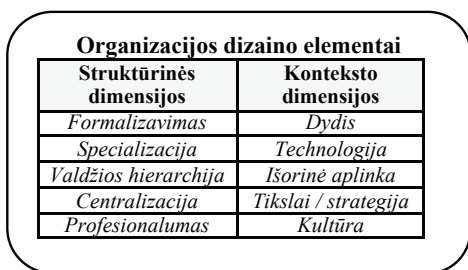 Organizacijos dizaino elementai
Struktūrinės dimensijos Konteksto dimensijos
Formalizavimas Dydis
Specializacija Technologija
Valdžios hierarchija Išorinė aplinka
Centralizacija Tikslai / strategija
Profesionalumas Kultūra